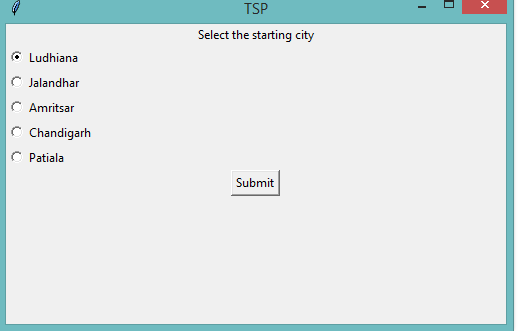 TSP
Select the starting city
Ludhiana
Jalandhar
Amritsar
Chandigarh
Patiala
Submit